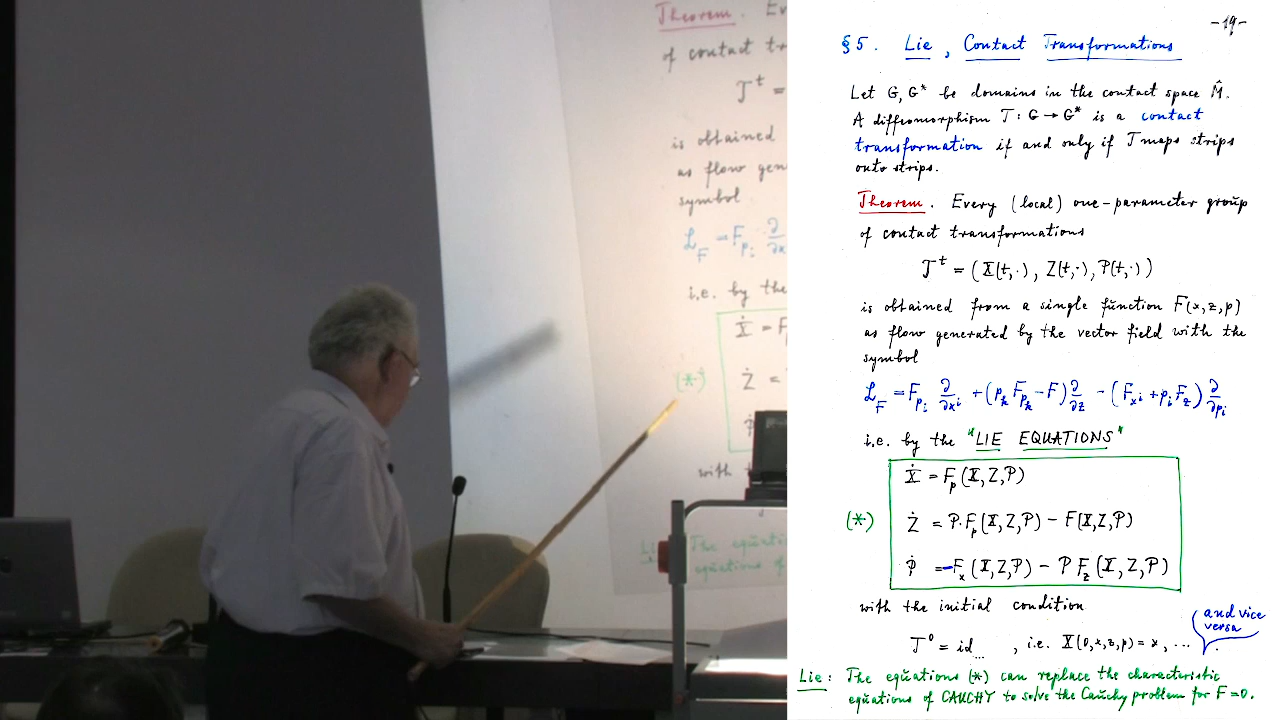 -19-
§5. Lie, Contact Transformations
Let G, G* be domains in the contact space M̂.
A diffeomorphism T : G → G* is a contact
transformation if and only if T maps strips
onto strips.
Theorem. Every (local) one-parameter group
of contact transformations
T^t = (X(t,·), Z(t,·), P(t,·))
is obtained from a single function F(x,z,p)
as flow generated by the vector field with the
symbol
ℒ_F = F_{p_i} ∂/∂x^i + (p_k F_{p_k} - F) ∂/∂z - (F_{x^i} + p_i F_z) ∂/∂p_i
i.e. by the "LIE EQUATIONS"
Ẋ = F_p (X,Z,P)
(*) Ż = P·F_p (X,Z,P) - F(X,Z,P)
Ṗ = -F_x (X,Z,P) - P F_z (X,Z,P)
with the initial condition
and vice
versa
T^0 = id , i.e. X(0,x,z,p) = x, ... .
Lie: The equations (*) can replace the characteristic
equations of CAUCHY to solve the Cauchy problem for F=0.
Theorem. Ev
of contact tr
T^t =
is obtained
as flow gen
symbol
ℒ_F = F_{p_i} ∂/∂x
i.e. by the
Ẋ = F
(*) Ż =
with th
Lie: The equati
equations of